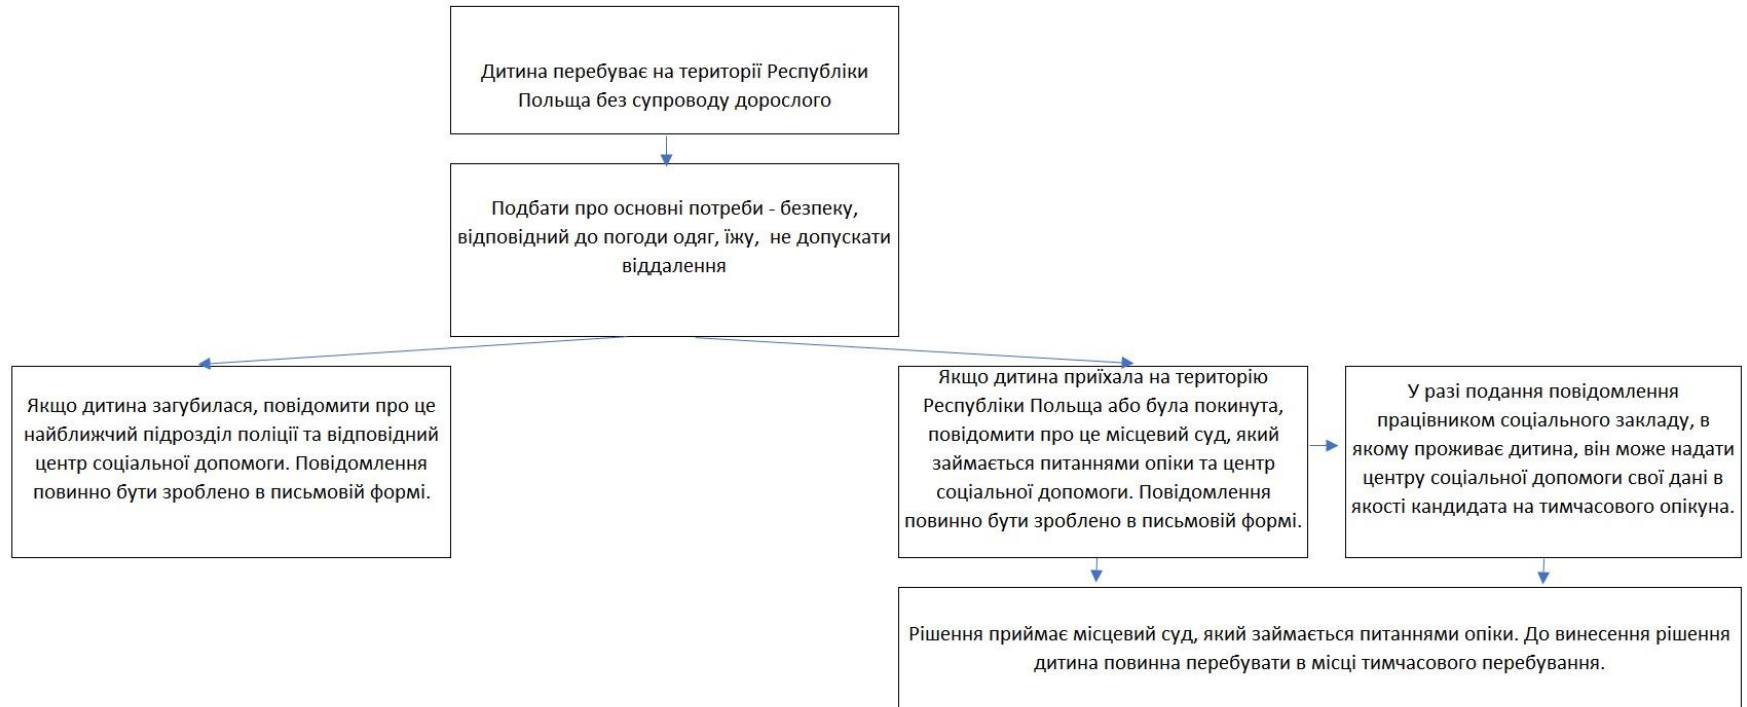 Дитина перебуває на території Республіки
Польща без супроводу дорослого
Подбати про основні потреби - безпеку,
відповідний до погоди одяг, їжу, не допускати
віддалення
Якщо дитина загубилася, повідомити про це
найближчий підрозділ поліції та відповідний
центр соціальної допомоги. Повідомлення
повинно бути зроблено в письмовій формі.
Якщо дитина приїхала на територію
Республіки Польща або була покинута,
повідомити про це місцевий суд, який
займається питаннями опіки та центр
соціальної допомоги. Повідомлення
повинно бути зроблено в письмовій формі.
У разі подання повідомлення
працівником соціального закладу, в
якому проживає дитина, він може надати
центру соціальної допомоги свої дані в
якості кандидата на тимчасового опікуна.
Рішення приймає місцевий суд, який займається питаннями опіки. До винесення рішення
дитина повинна перебувати в місці тимчасового перебування.